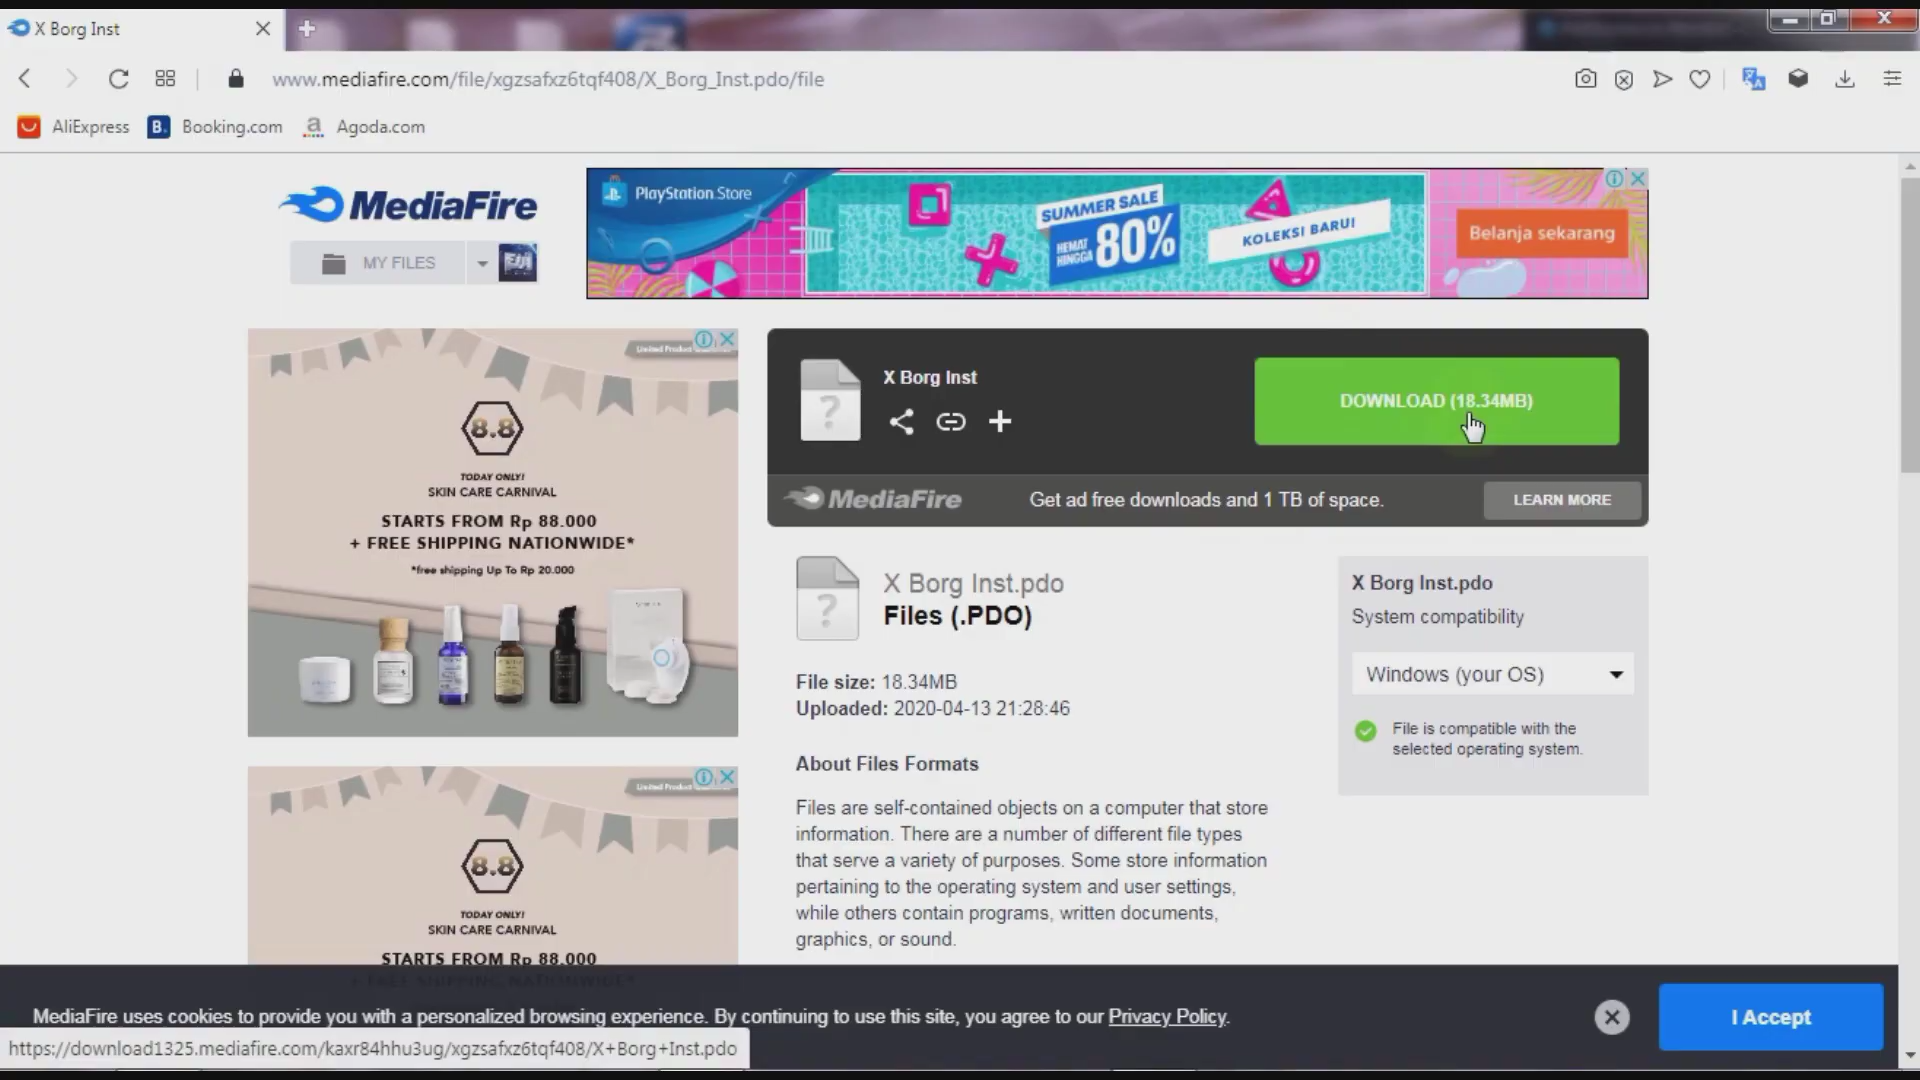 X Borg Inst
www.mediafire.com/file/xgzsafxz6tqf408/X_Borg_Inst.pdo/file
AliExpress
B.
Booking.com
a
Agoda.com
MediaFire
MY FILES
PlayStation Store
SUMMER SALE
HEMAT
HINGGA
80%
KOLEKSI BARU!
Belanja sekarang
8.8
TODAY ONLY!
SKIN CARE CARNIVAL
STARTS FROM Rp 88.000
+ FREE SHIPPING NATIONWIDE*
*free shipping Up To Rp 20.000
X Borg Inst
DOWNLOAD (18.34MB)
MediaFire
Get ad free downloads and 1 TB of space.
LEARN MORE
X Borg Inst.pdo
Files (.PDO)
File size: 18.34MB
Uploaded: 2020-04-13 21:28:46
About Files Formats
Files are self-contained objects on a computer that store
information. There are a number of different file types
that serve a variety of purposes. Some store information
pertaining to the operating system and user settings,
while others contain programs, written documents,
graphics, or sound.
X Borg Inst.pdo
System compatibility
Windows (your OS)
File is compatible with the
selected operating system.
8.8
TODAY ONLY!
SKIN CARE CARNIVAL
STARTS FROM Rp 88.000
+ FREE SHIPPING NATIONWIDE*
MediaFire uses cookies to provide you with a personalized browsing experience. By continuing to use this site, you agree to our Privacy Policy.
I Accept
https://download1325.mediafire.com/kaxr84hhu3ug/xgzsafxz6tqf408/X+Borg+Inst.pdo